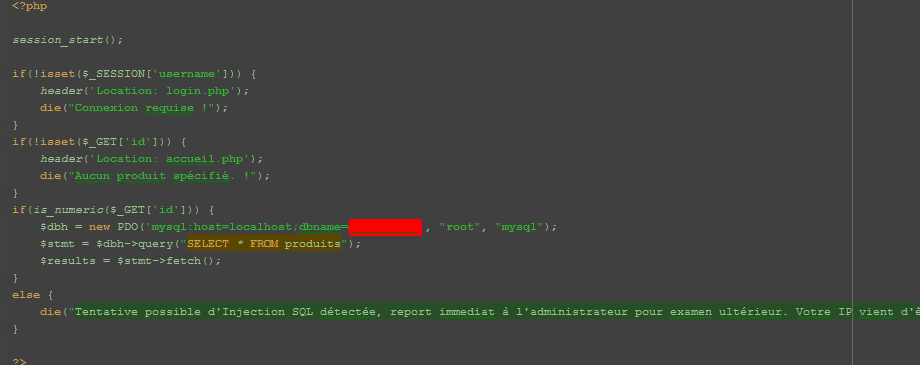 <?php
session_start();
if(!isset($_SESSION['username'])) {
header('Location: login.php');
die("Connexion requise !");
}
if(!isset($_GET['id'])) {
header('Location: accueil.php');
die("Aucun produit spécifié. !");
}
if(is_numeric($_GET['id'])) {
$dbh = new PDO('mysql:host=localhost;dbname= , "root", "mysql");
$stmt = $dbh->query("SELECT * FROM produits");
$results = $stmt->fetch();
}
else {
die("Tentative possible d'Injection SQL détectée, report immediat à l'administrateur pour examen ultérieur. Votre IP vient d'ê
}
?>